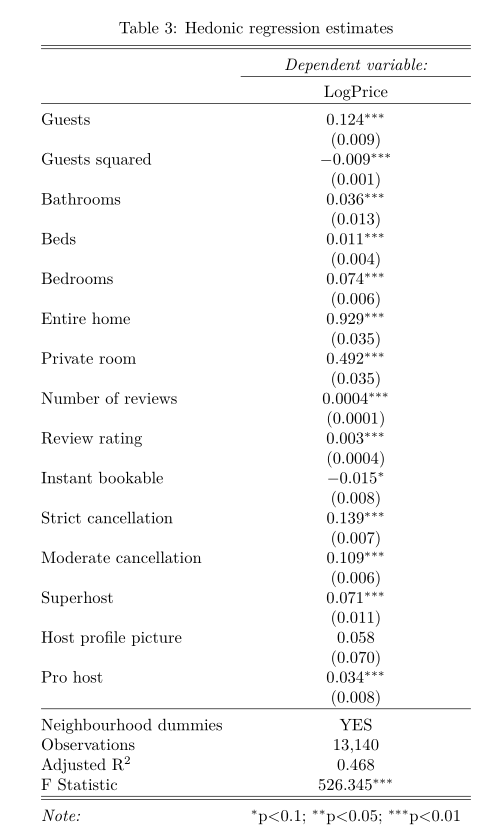 Table 3: Hedonic regression estimates
Dependent variable:
LogPrice
Guests 0.124***
(0.009)
Guests squared −0.009***
(0.001)
Bathrooms 0.036***
(0.013)
Beds 0.011***
(0.004)
Bedrooms 0.074***
(0.006)
Entire home 0.929***
(0.035)
Private room 0.492***
(0.035)
Number of reviews 0.0004***
(0.0001)
Review rating 0.003***
(0.0004)
Instant bookable −0.015*
(0.008)
Strict cancellation 0.139***
(0.007)
Moderate cancellation 0.109***
(0.006)
Superhost 0.071***
(0.011)
Host profile picture 0.058
(0.070)
Pro host 0.034***
(0.008)
Neighbourhood dummies YES
Observations 13,140
Adjusted R² 0.468
F Statistic 526.345***
Note: *p<0.1; **p<0.05; ***p<0.01